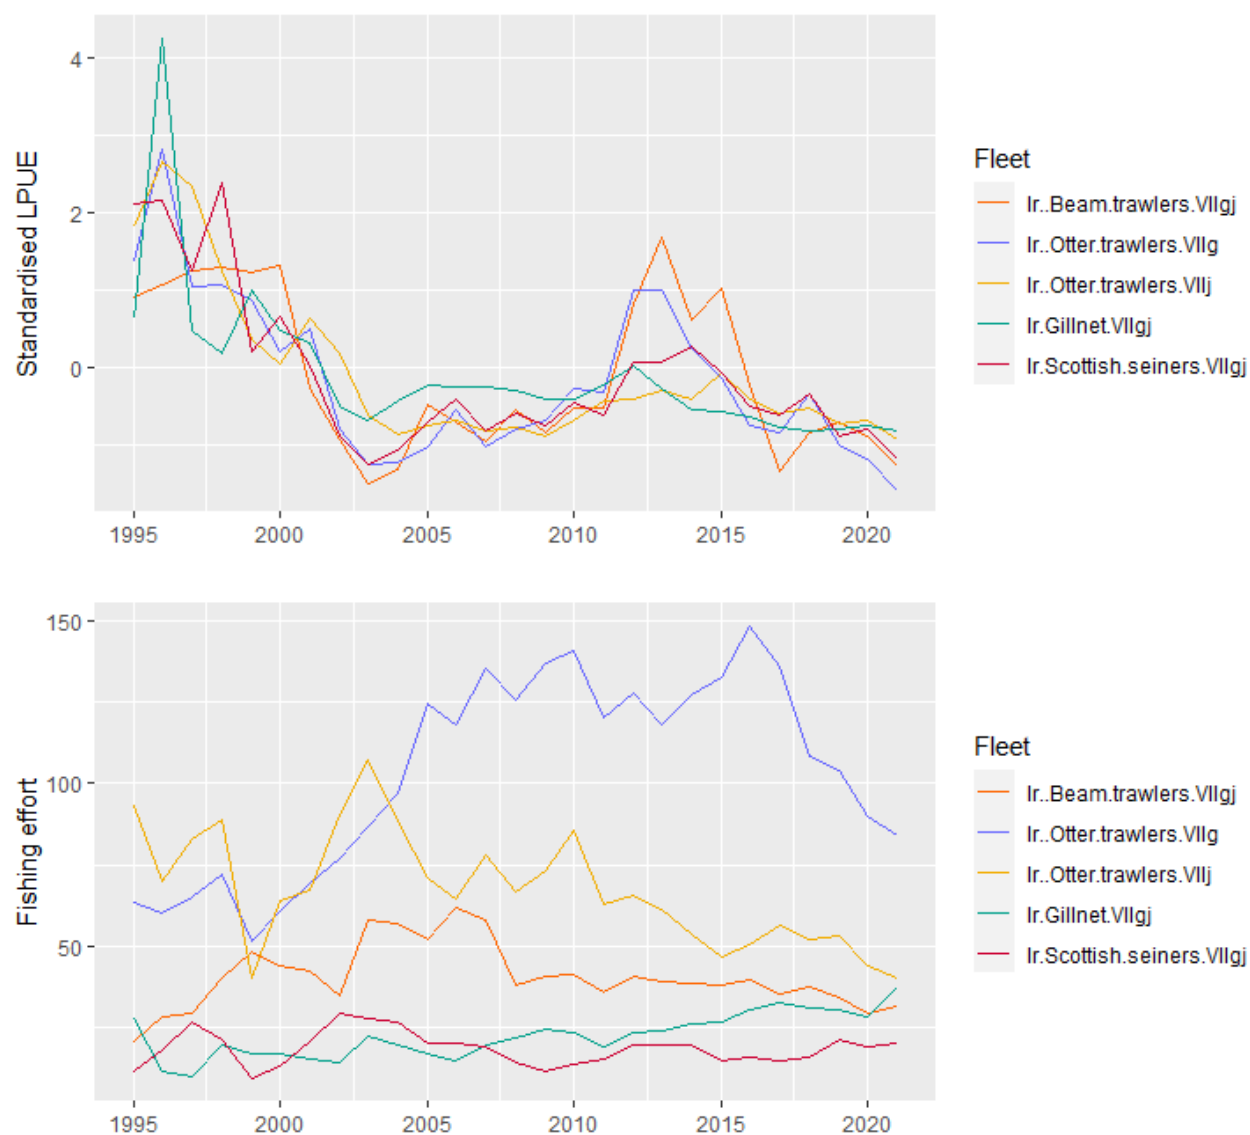 Standardised LPUE
4
2
0
1995 2000 2005 2010 2015 2020
Fleet
Ir..Beam.trawlers.VIIgj
Ir..Otter.trawlers.VIIg
Ir..Otter.trawlers.VIIj
Ir.Gillnet.VIIgj
Ir.Scottish.seiners.VIIgj
Fishing effort
150
100
50
1995 2000 2005 2010 2015 2020
Fleet
Ir..Beam.trawlers.VIIgj
Ir..Otter.trawlers.VIIg
Ir..Otter.trawlers.VIIj
Ir.Gillnet.VIIgj
Ir.Scottish.seiners.VIIgj